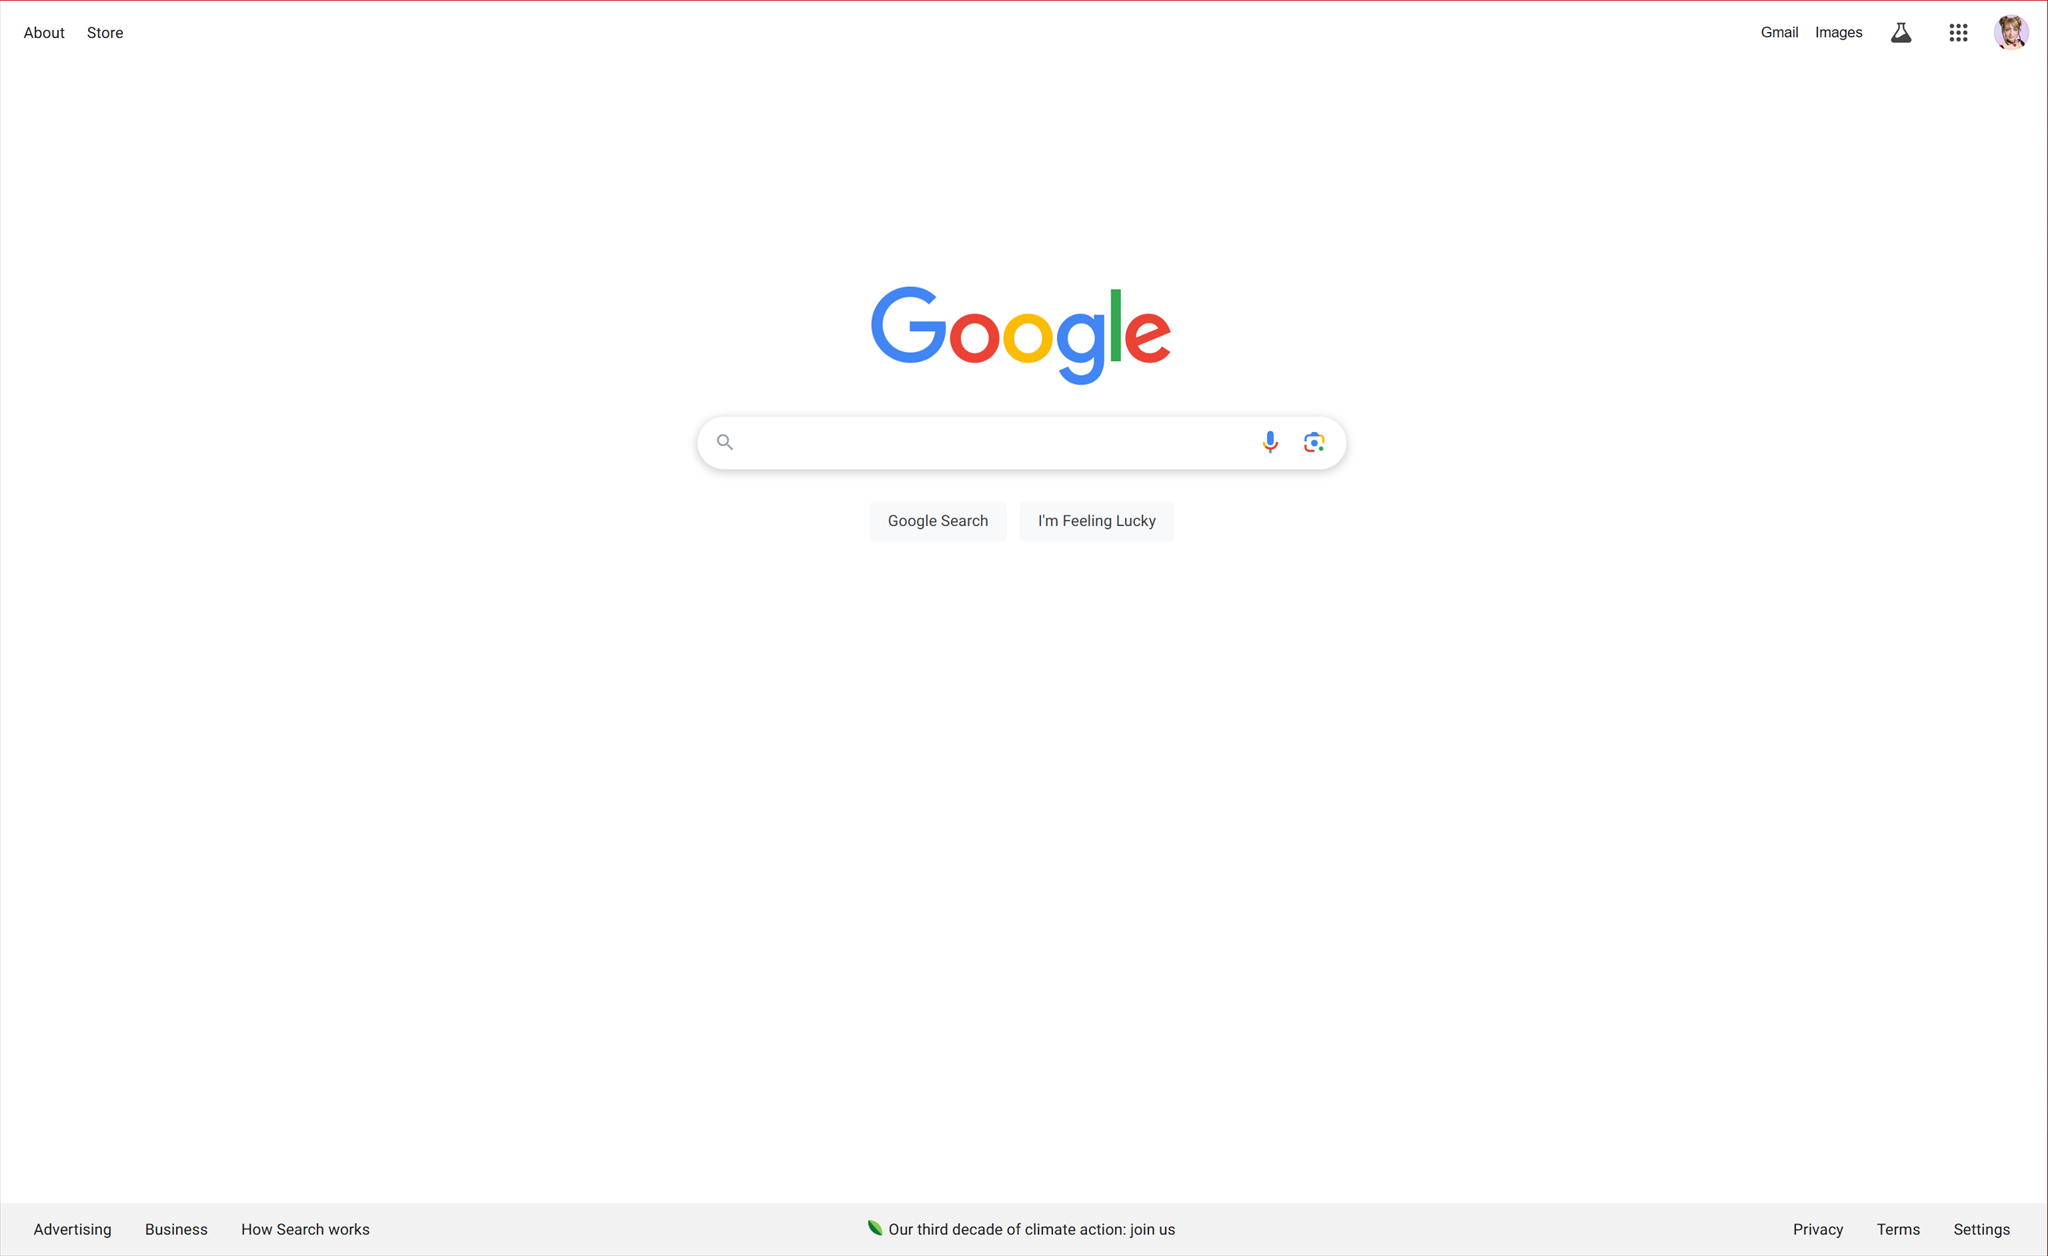 About Store Gmail Images
Google
Google Search I'm Feeling Lucky
Advertising Business How Search works Our third decade of climate action: join us Privacy Terms Settings